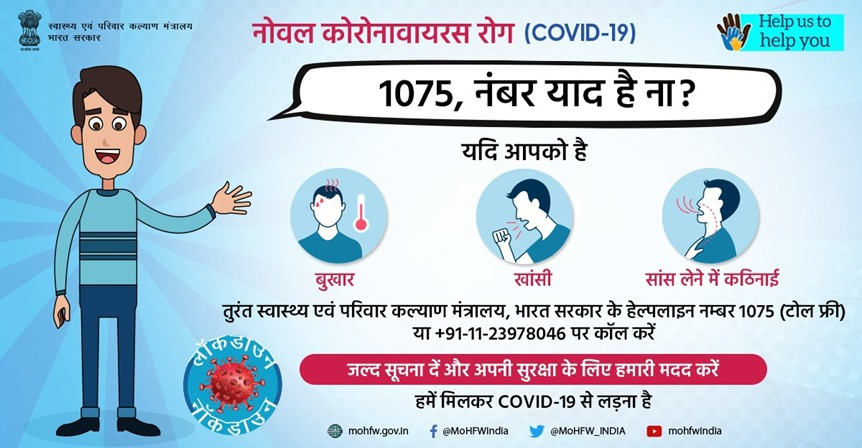 स्वास्थ्य एवं परिवार कल्याण मंत्रालय
भारत सरकार
नोवल कोरोनावायरस रोग (COVID-19)
Help us to
help you
1075, नंबर याद है ना?
यदि आपको है
बुखार
खांसी
सांस लेने में कठिनाई
तुरंत स्वास्थ्य एवं परिवार कल्याण मंत्रालय, भारत सरकार के हेल्पलाइन नम्बर 1075 (टोल फ्री)
या +91-11-23978046 पर कॉल करें
लॉकडाउन
नॉकडाउन
जल्द सूचना दें और अपनी सुरक्षा के लिए हमारी मदद करें
हमें मिलकर COVID-19 से लड़ना है
mohfw.gov.in
@MoHFWIndia
@MoHFW_INDIA
mohfwindia